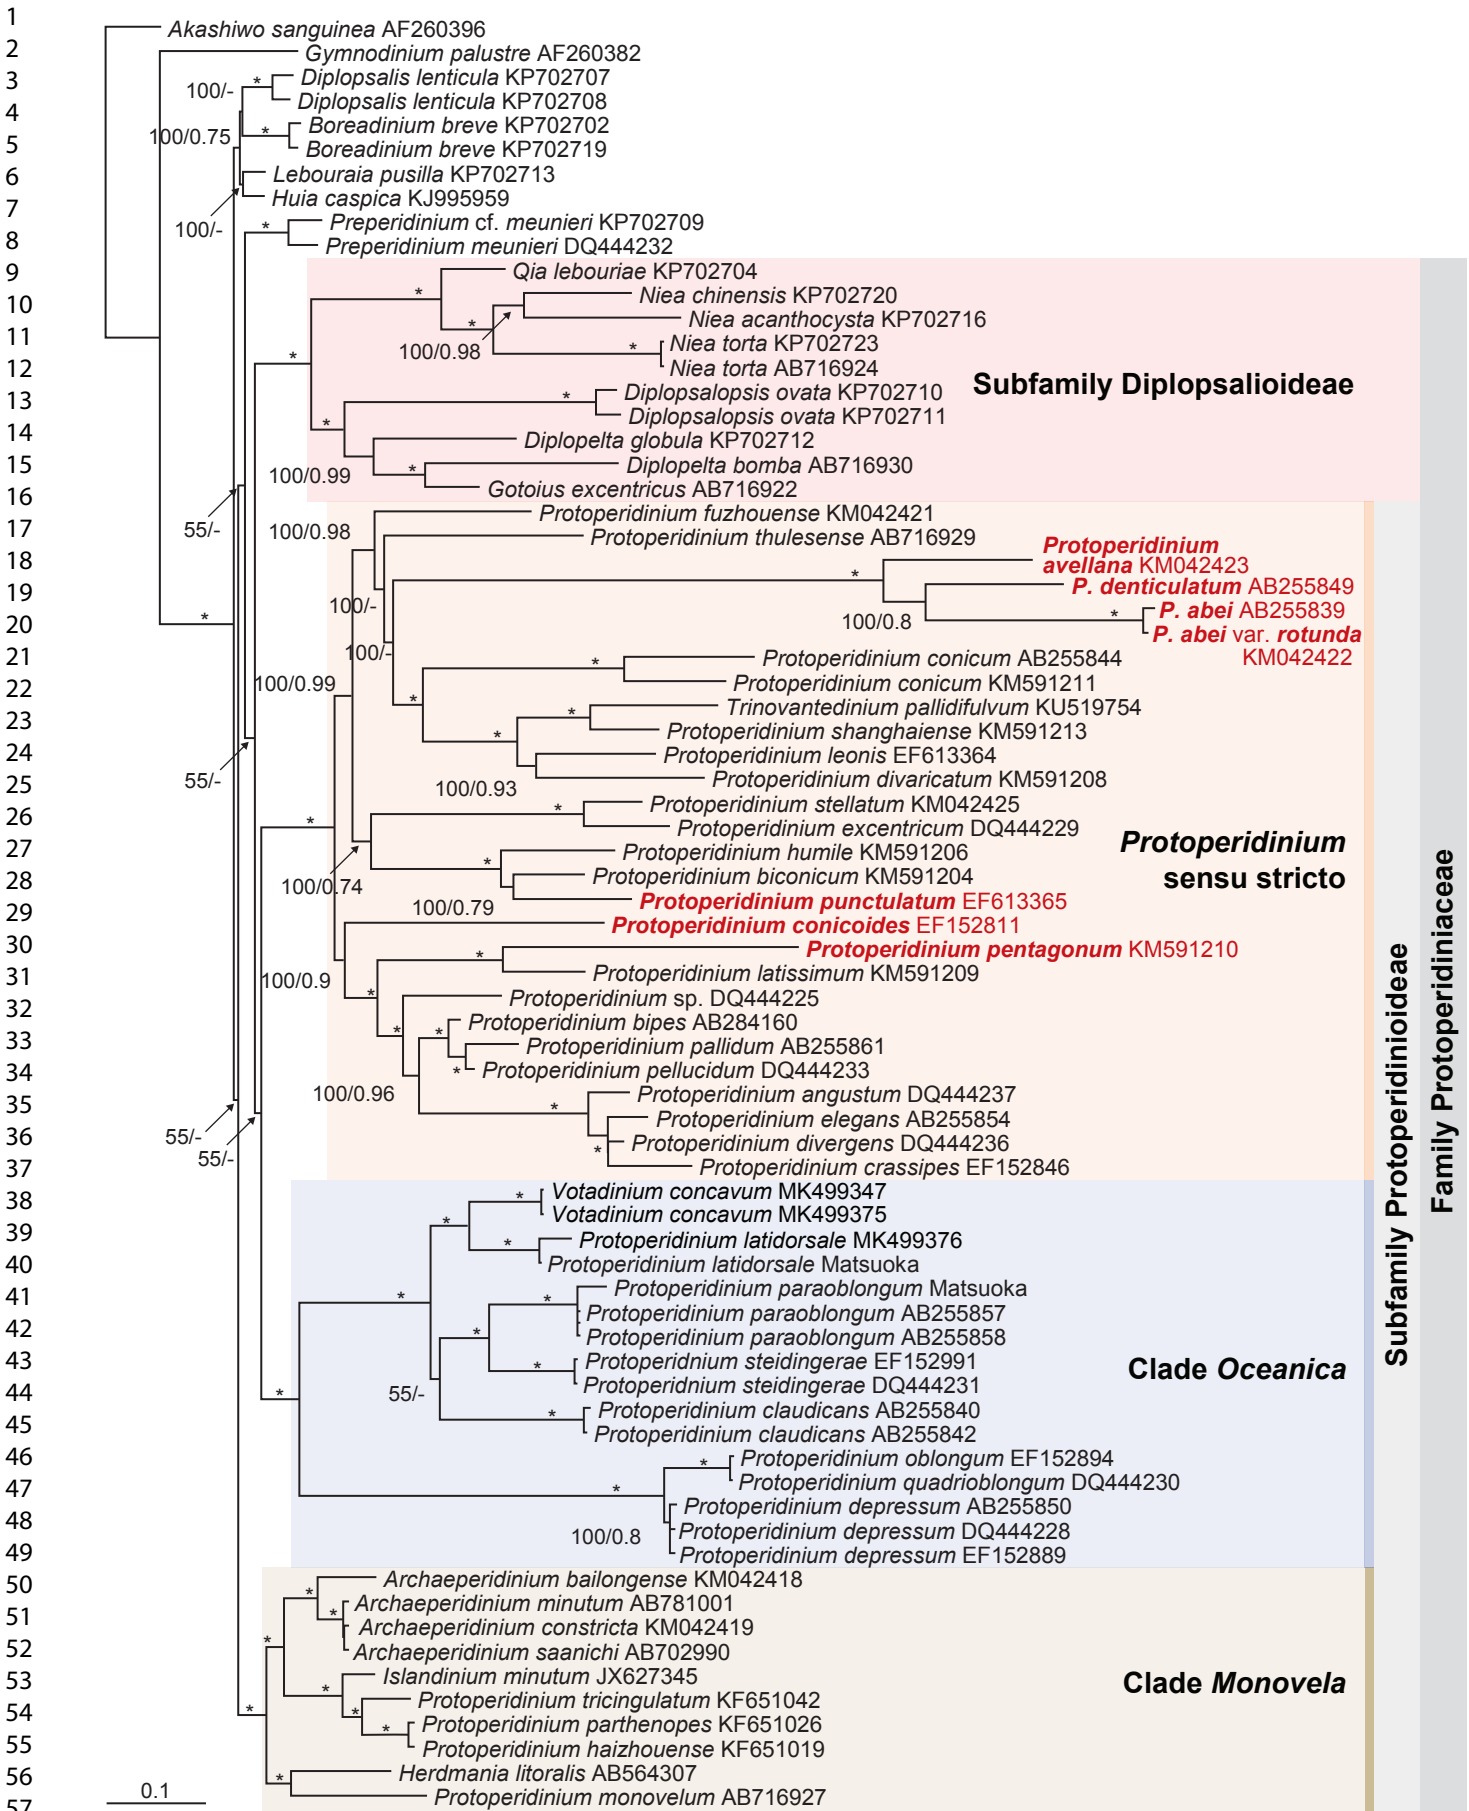 1
2
3
4
5
6
7
8
9
10
11
12
13
14
15
16
17
18
19
20
21
22
23
24
25
26
27
28
29
30
31
32
33
34
35
36
37
38
39
40
41
42
43
44
45
46
47
48
49
50
51
52
53
54
55
56
57
Akashiwo sanguinea AF260396
Gymnodinium palustre AF260382
* Diplopsalis lenticula KP702707
100/-
Diplopsalis lenticula KP702708
* Boreadinium breve KP702702
100/0.75
Boreadinium breve KP702719
Lebouraia pusilla KP702713
Huia caspica KJ995959
100/-
* Preperidinium cf. meunieri KP702709
Preperidinium meunieri DQ444232
Qia lebouriae KP702704
*
Niea chinensis KP702720
*
Niea acanthocysta KP702716
100/0.98
* Niea torta KP702723
*
Niea torta AB716924
Subfamily Diplopsalioideae
* Diplopsalopsis ovata KP702710
*
Diplopsalopsis ovata KP702711
Diplopelta globula KP702712
* Diplopelta bomba AB716930
100/0.99
Gotoius excentricus AB716922
55/-
100/0.98
Protoperidinium fuzhouense KM042421
Protoperidinium thulesense AB716929
Protoperidinium
avellana KM042423
*
P. denticulatum AB255849
100/-
100/0.8
* P. abei AB255839
P. abei var. rotunda
KM042422
100/-
* Protoperidinium conicum AB255844
100/0.99
Protoperidinium conicum KM591211
*
* Trinovantedinium pallidifulvum KU519754
*
Protoperidinium shanghaiense KM591213
Protoperidinium leonis EF613364
55/-
100/0.93
Protoperidinium divaricatum KM591208
* Protoperidinium stellatum KM042425
*
Protoperidinium excentricum DQ444229
Protoperidinium
sensu stricto
* Protoperidinium humile KM591206
100/0.74
Protoperidinium biconicum KM591204
100/0.79
Protoperidinium punctulatum EF613365
Protoperidinium conicoides EF152811
* Protoperidinium pentagonum KM591210
100/0.9
Protoperidinium latissimum KM591209
*
Protoperidinium sp. DQ444225
*
* Protoperidinium bipes AB284160
Protoperidinium pallidum AB255861
* Protoperidinium pellucidum DQ444233
100/0.96
* Protoperidinium angustum DQ444237
Protoperidinium elegans AB255854
55/-
* Protoperidinium divergens DQ444236
55/-
Protoperidinium crassipes EF152846
* Votadinium concavum MK499347
*
Votadinium concavum MK499375
* Protoperidinium latidorsale MK499376
Protoperidinium latidorsale Matsuoka
*
* Protoperidinium paraoblongum Matsuoka
Protoperidinium paraoblongum AB255857
*
Protoperidinium paraoblongum AB255858
* Protoperidnium steidingerae EF152991
Protoperidnium steidingerae DQ444231
Clade Oceanica
*
55/-
* Protoperidinium claudicans AB255840
Protoperidinium claudicans AB255842
* Protoperidinium oblongum EF152894
Protoperidinium quadrioblongum DQ444230
*
Protoperidinium depressum AB255850
100/0.8
Protoperidinium depressum DQ444228
Protoperidinium depressum EF152889
Archaeperidinium bailongense KM042418
*
* Archaeperidinium minutum AB781001
Archaeperidinium constricta KM042419
*
Archaeperidinium saanichi AB702990
Islandinium minutum JX627345
*
Protoperidinium tricingulatum KF651042
*
* Protoperidinium parthenopes KF651026
Protoperidinium haizhouense KF651019
*
Clade Monovela
Herdmania litoralis AB564307
*
Protoperidinium monovelum AB716927
0.1
*
*
*
Subfamily Protoperidinioideae
Family Protoperidiniaceae